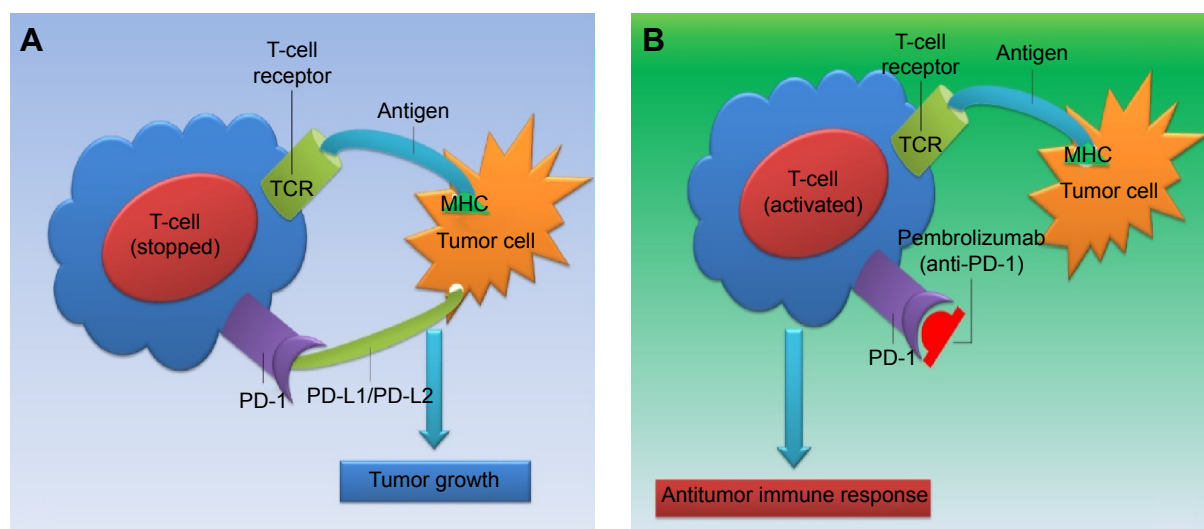 A
T-cell
receptor
Antigen
TCR
MHC
T-cell
(stopped)
Tumor cell
PD-1
PD-L1/PD-L2
Tumor growth
B
T-cell
receptor
Antigen
TCR
MHC
T-cell
(activated)
Tumor cell
Pembrolizumab
(anti-PD-1)
PD-1
Antitumor immune response